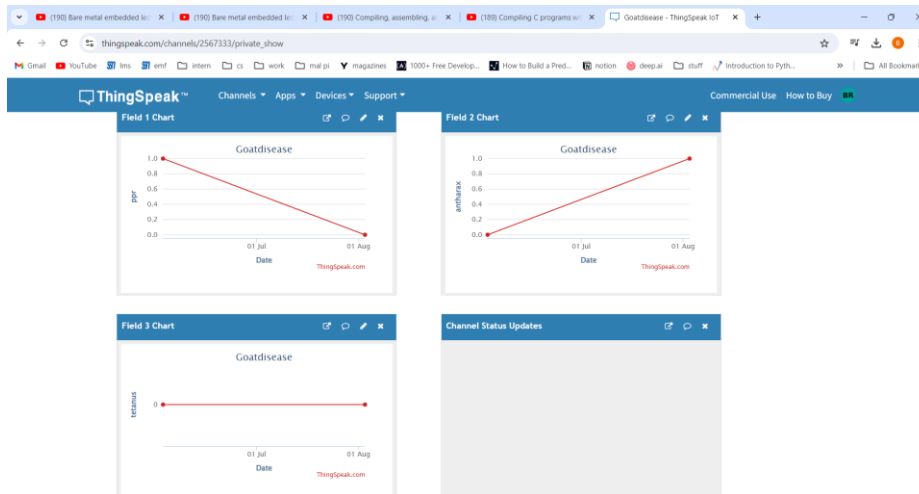 (190) Bare metal embedded lec
(190) Bare metal embedded lec
(190) Compiling, assembling, a
(189) Compiling C programs wi
Goatdisease - ThingSpeak IoT
thingspeak.com/channels/2567333/private_show
Gmail
YouTube
lms
emf
intern
cs
work
mal pi
magazines
1000+ Free Develop...
How to Build a Pred...
notion
deep.ai
stuff
Introduction to Pyth...
»
All Bookmark
ThingSpeak™
Channels
Apps
Devices
Support
Commercial Use
How to Buy
BR
Field 1 Chart
Goatdisease
ppr
1.0
0.8
0.6
0.4
0.2
0.0
01 Jul
01 Aug
Date
ThingSpeak.com
Field 2 Chart
Goatdisease
antharax
1.0
0.8
0.6
0.4
0.2
0.0
01 Jul
01 Aug
Date
ThingSpeak.com
Field 3 Chart
Goatdisease
tetanus
0
01 Jul
01 Aug
Date
ThingSpeak.com
Channel Status Updates